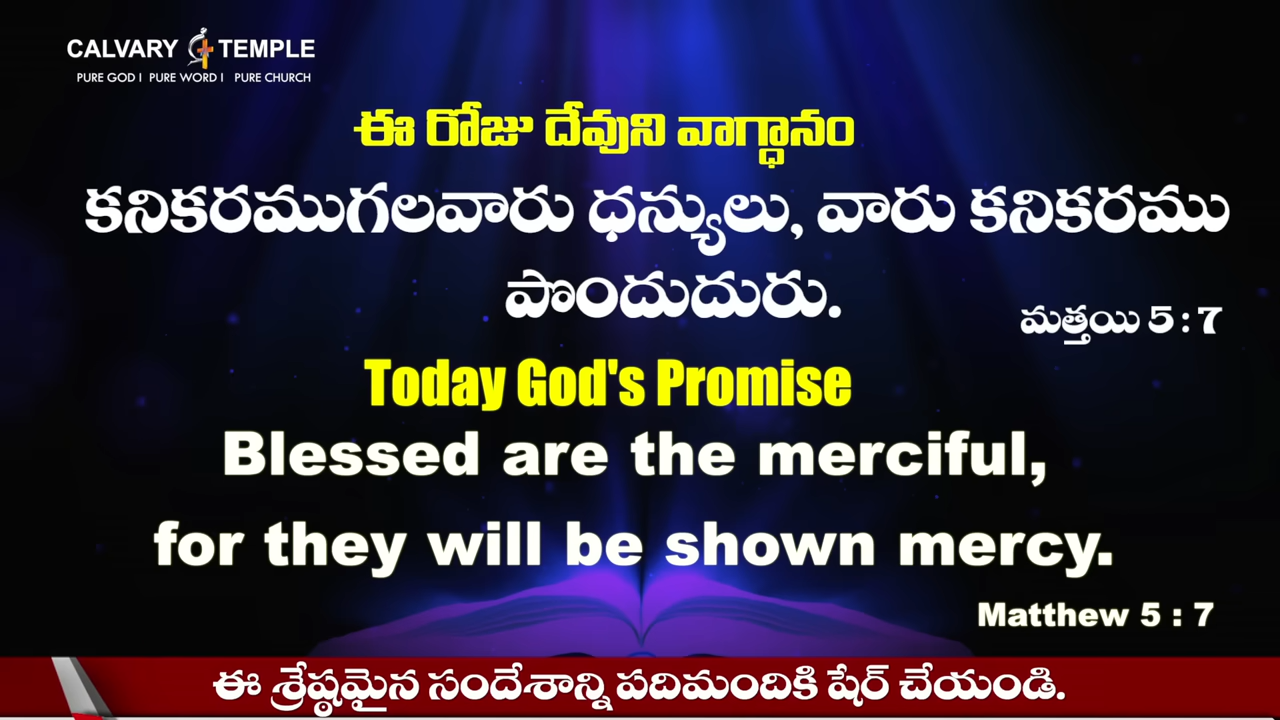 CALVARY TEMPLE
PURE GOD I PURE WORD I PURE CHURCH
ఈ రోజు దేవుని వాగ్ధానం
కనికరముగలవారు ధన్యులు, వారు కనికరము
పొందుదురు.
మత్తయి 5 : 7
Today God's Promise
Blessed are the merciful,
for they will be shown mercy.
Matthew 5 : 7
ఈ శ్రేష్ఠమైన సందేశాన్ని పదిమందికి షేర్ చేయండి.